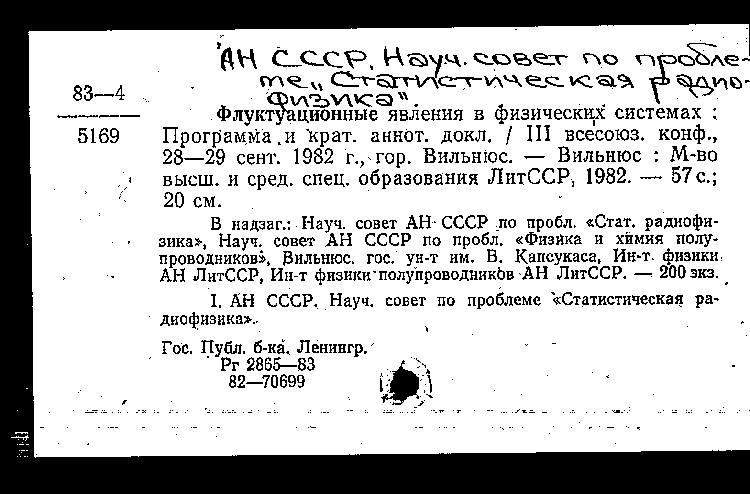 АН СССР. Науч. совет по пробле-
ме „Статистическая радио-
физика".
83—4
5169
Флуктуационные явления в физических системах :
Программа и крат. аннот. докл. / III всесоюз. конф.,
28—29 сент. 1982 г., гор. Вильнюс. — Вильнюс : М-во
высш. и сред. спец. образования ЛитССР, 1982. — 57 с.;
20 см.
В надзаг.: Науч. совет АН СССР по пробл. «Стат. радиофи-
зика», Науч. совет АН СССР по пробл. «Физика и химия полу-
проводников», Вильнюс. гос. ун-т им. В. Капсукаса, Ин-т. физики
АН ЛитССР, Ин-т физики полупроводников АН ЛитССР. — 200 экз.
I. АН СССР. Науч. совет по проблеме «Статистическая ра-
диофизика».
Гос. Публ. б-ка. Ленингр.
Рг 2865—83
82—70699